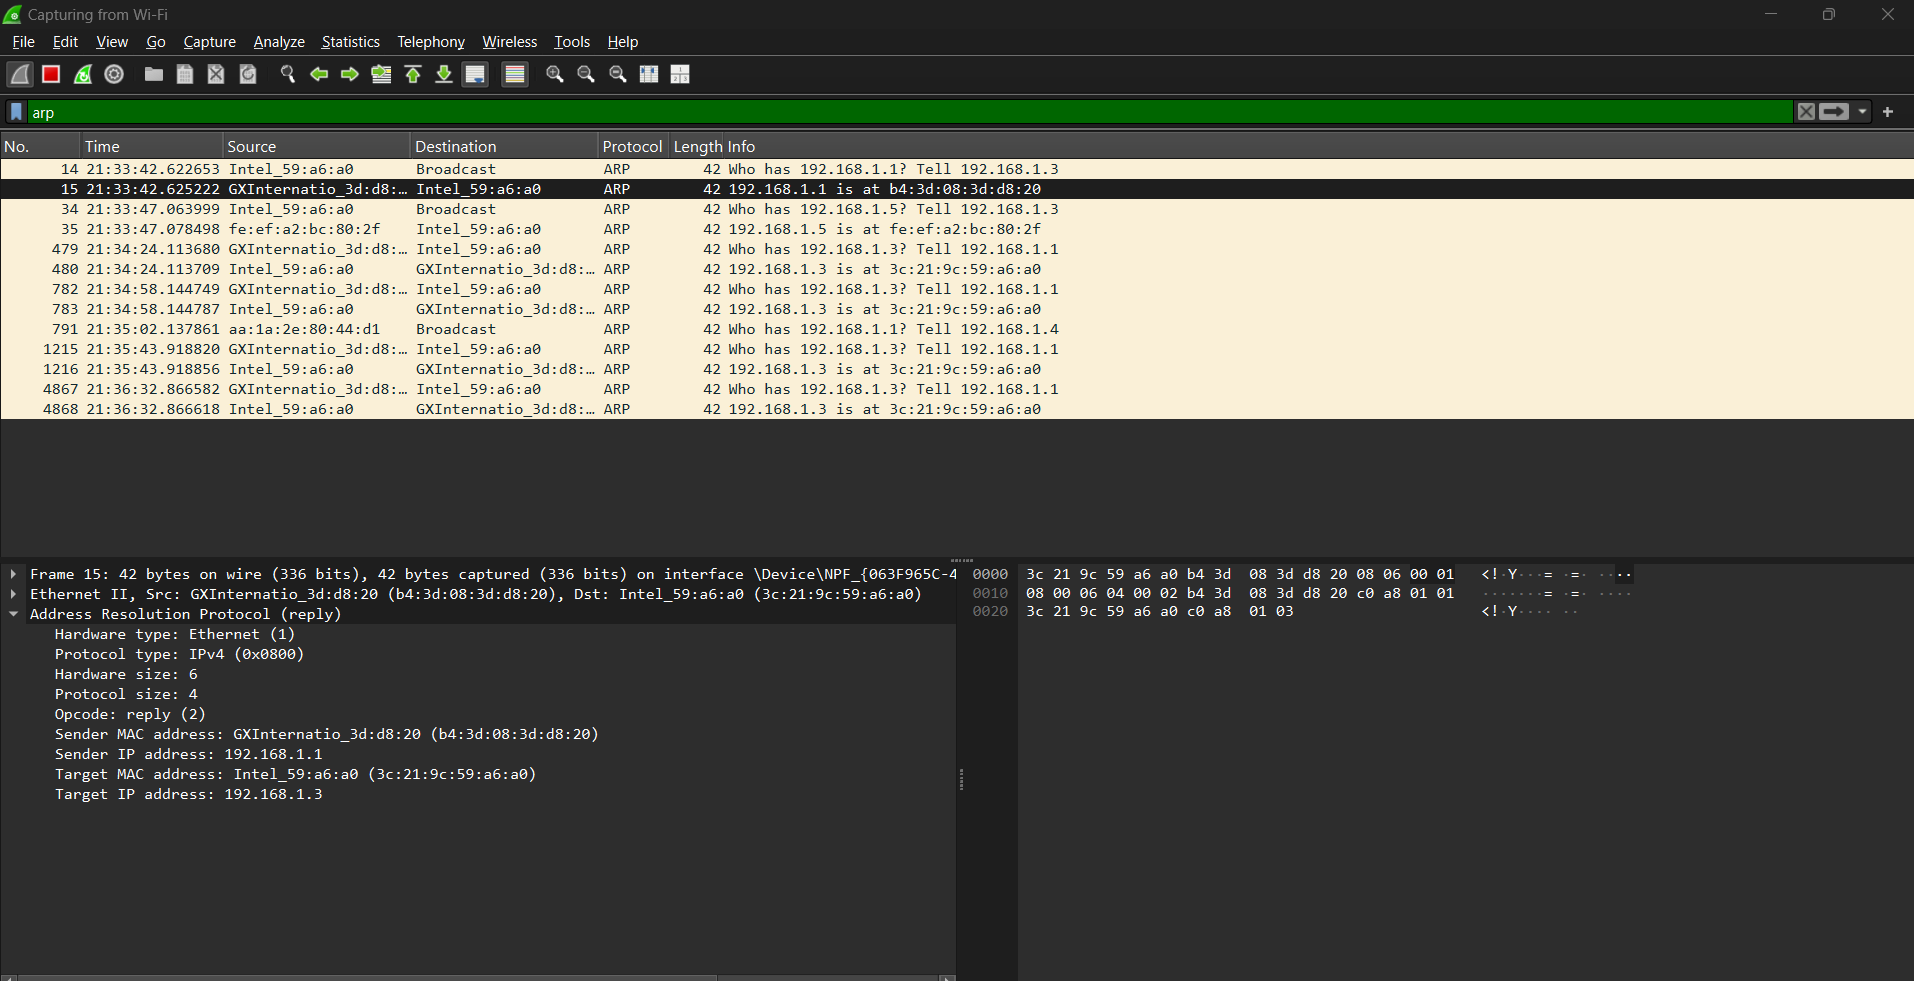 Capturing from Wi-Fi
File Edit View Go Capture Analyze Statistics Telephony Wireless Tools Help
arp
No. Time Source Destination Protocol Length Info
14 21:33:42.622653 Intel_59:a6:a0 Broadcast ARP 42 Who has 192.168.1.1? Tell 192.168.1.3
15 21:33:42.625222 GXInternatio_3d:d8:… Intel_59:a6:a0 ARP 42 192.168.1.1 is at b4:3d:08:3d:d8:20
34 21:33:47.063999 Intel_59:a6:a0 Broadcast ARP 42 Who has 192.168.1.5? Tell 192.168.1.3
35 21:33:47.078498 fe:ef:a2:bc:80:2f Intel_59:a6:a0 ARP 42 192.168.1.5 is at fe:ef:a2:bc:80:2f
479 21:34:24.113680 GXInternatio_3d:d8:… Intel_59:a6:a0 ARP 42 Who has 192.168.1.3? Tell 192.168.1.1
480 21:34:24.113709 Intel_59:a6:a0 GXInternatio_3d:d8:… ARP 42 192.168.1.3 is at 3c:21:9c:59:a6:a0
782 21:34:58.144749 GXInternatio_3d:d8:… Intel_59:a6:a0 ARP 42 Who has 192.168.1.3? Tell 192.168.1.1
783 21:34:58.144787 Intel_59:a6:a0 GXInternatio_3d:d8:… ARP 42 192.168.1.3 is at 3c:21:9c:59:a6:a0
791 21:35:02.137861 aa:1a:2e:80:44:d1 Broadcast ARP 42 Who has 192.168.1.1? Tell 192.168.1.4
1215 21:35:43.918820 GXInternatio_3d:d8:… Intel_59:a6:a0 ARP 42 Who has 192.168.1.3? Tell 192.168.1.1
1216 21:35:43.918856 Intel_59:a6:a0 GXInternatio_3d:d8:… ARP 42 192.168.1.3 is at 3c:21:9c:59:a6:a0
4867 21:36:32.866582 GXInternatio_3d:d8:… Intel_59:a6:a0 ARP 42 Who has 192.168.1.3? Tell 192.168.1.1
4868 21:36:32.866618 Intel_59:a6:a0 GXInternatio_3d:d8:… ARP 42 192.168.1.3 is at 3c:21:9c:59:a6:a0
Frame 15: 42 bytes on wire (336 bits), 42 bytes captured (336 bits) on interface \Device\NPF_{063F965C-4
Ethernet II, Src: GXInternatio_3d:d8:20 (b4:3d:08:3d:d8:20), Dst: Intel_59:a6:a0 (3c:21:9c:59:a6:a0)
Address Resolution Protocol (reply)
Hardware type: Ethernet (1)
Protocol type: IPv4 (0x0800)
Hardware size: 6
Protocol size: 4
Opcode: reply (2)
Sender MAC address: GXInternatio_3d:d8:20 (b4:3d:08:3d:d8:20)
Sender IP address: 192.168.1.1
Target MAC address: Intel_59:a6:a0 (3c:21:9c:59:a6:a0)
Target IP address: 192.168.1.3
0000 3c 21 9c 59 a6 a0 b4 3d 08 3d d8 20 08 06 00 01 <!·Y···= ·=· ····
0010 08 00 06 04 00 02 b4 3d 08 3d d8 20 c0 a8 01 01 ·······= ·=· ····
0020 3c 21 9c 59 a6 a0 c0 a8 01 03 <!·Y···· ··